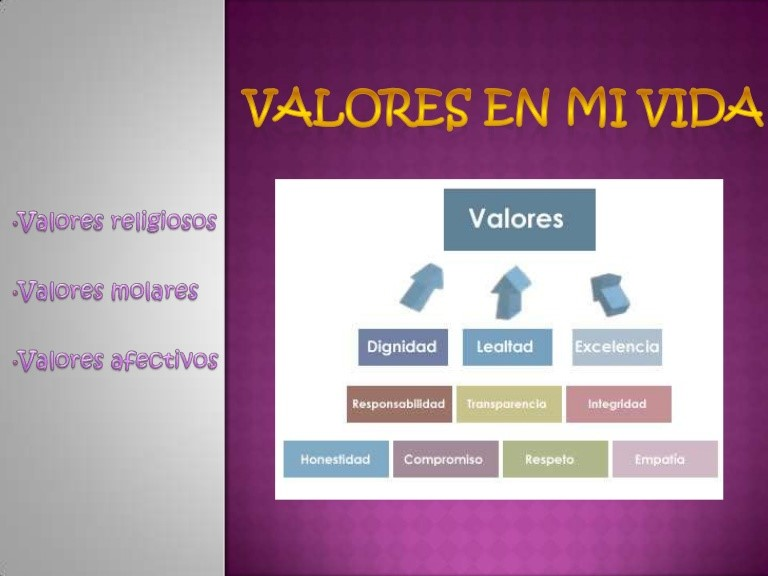 VALORES EN MI VIDA
•Valores religiosos
•Valores molares
•Valores afectivos
Valores
Dignidad Lealtad Excelencia
Responsabilidad Transparencia Integridad
Honestidad Compromiso Respeto Empatía